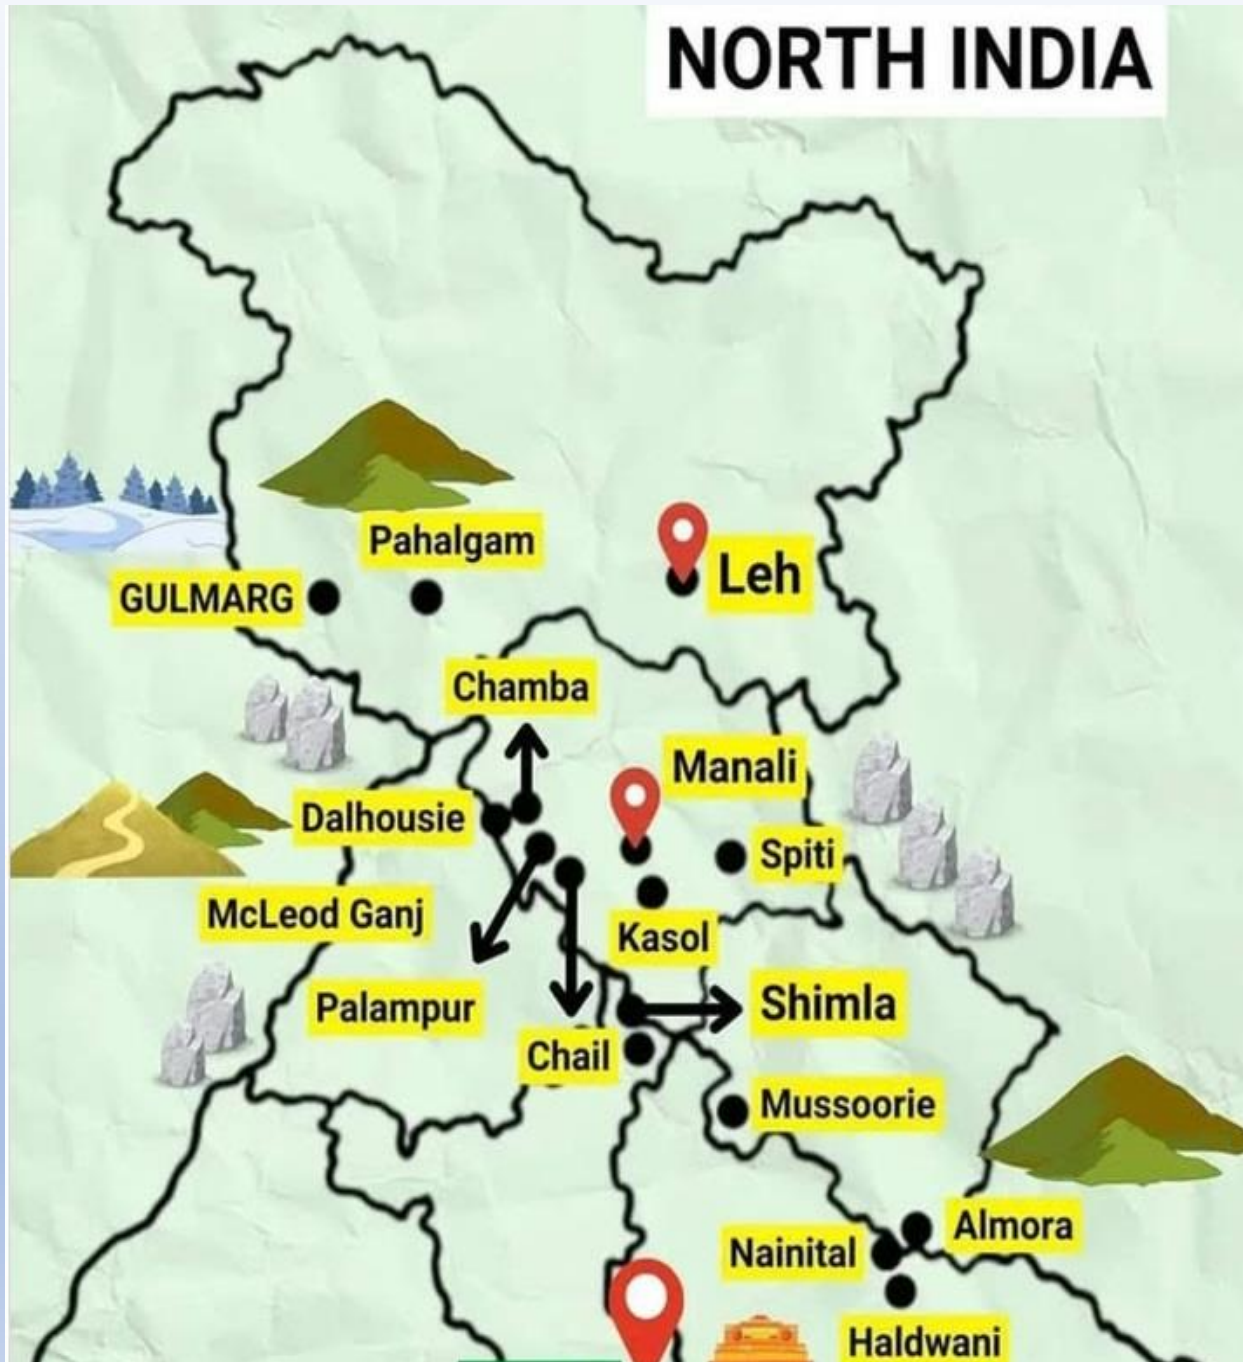 NORTH INDIA
Pahalgam
GULMARG
Leh
Chamba
Manali
Dalhousie
Spiti
McLeod Ganj
Kasol
Palampur
Shimla
Chail
Mussoorie
Almora
Nainital
Haldwani